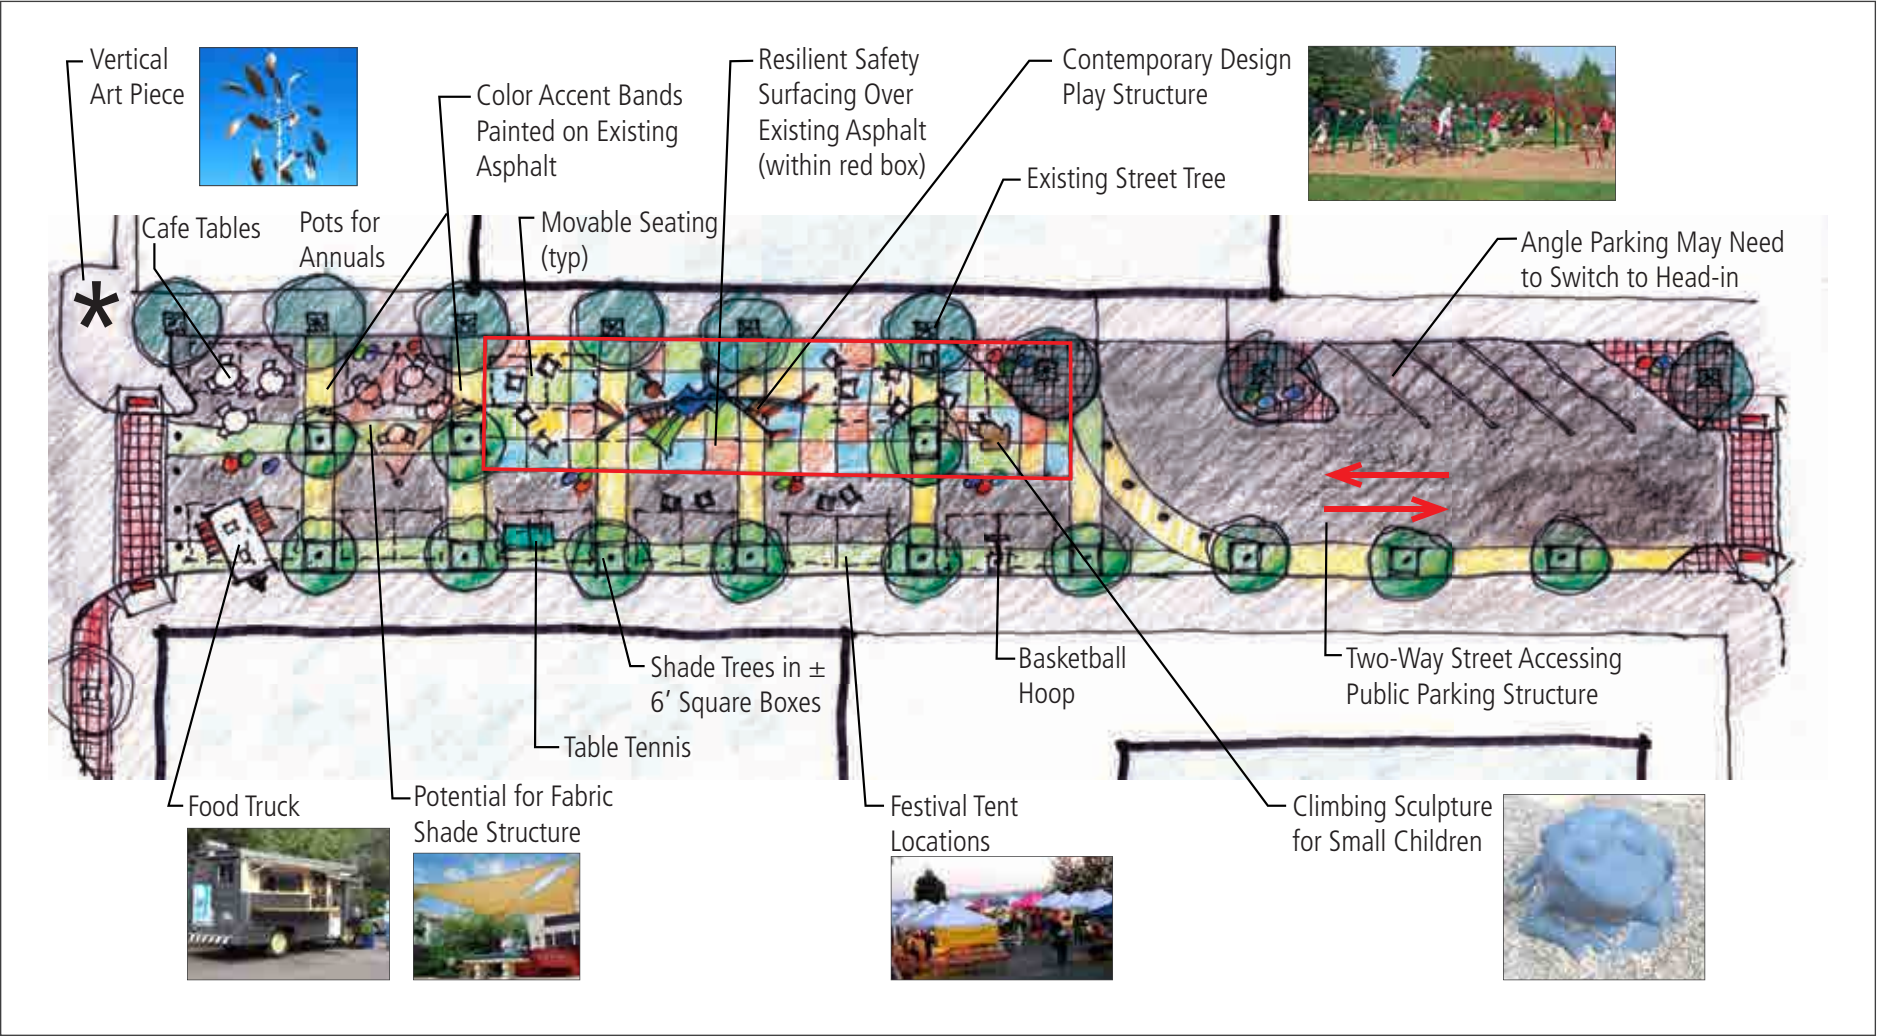 Vertical
Art Piece
Color Accent Bands
Painted on Existing
Asphalt
Resilient Safety
Surfacing Over
Existing Asphalt
(within red box)
Contemporary Design
Play Structure
Existing Street Tree
Cafe Tables
Pots for
Annuals
Movable Seating
(typ)
Angle Parking May Need
to Switch to Head-in
*
Shade Trees in ±
6’ Square Boxes
Table Tennis
Basketball
Hoop
Two-Way Street Accessing
Public Parking Structure
Food Truck
Potential for Fabric
Shade Structure
Festival Tent
Locations
Climbing Sculpture
for Small Children